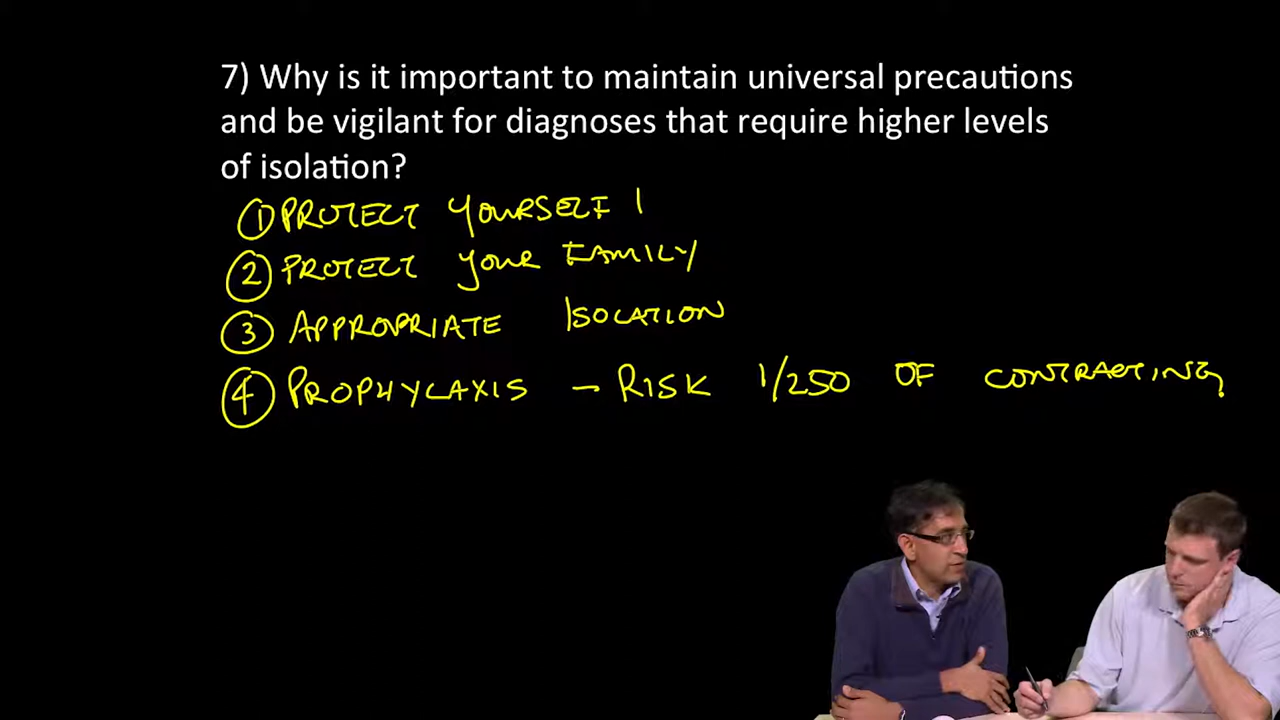 7) Why is it important to maintain universal precautions
and be vigilant for diagnoses that require higher levels
of isolation?
① PROTECT YOURSELF !
② PROTECT YOUR FAMILY
③ APPROPRIATE ISOLATION
④ PROPHYLAXIS – RISK 1/250 OF CONTRACTING